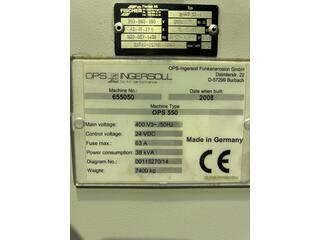 FISCHER
OPS INGERSOLL
OPS-Ingersoll Funkenerosion GmbH
Daimlerstr. 22
D-57299 Burbach
Machine No.: Date when built:
655050 2008
Machine Type
OPS 550
Main voltage: 400 V3~ /50Hz
Control voltage: 24 VDC
Fuse max.: 63 A
Power consumption: 38 kVA
Diagram No.: 00115270/14
Weight: 7400 kg
Made in Germany
CE